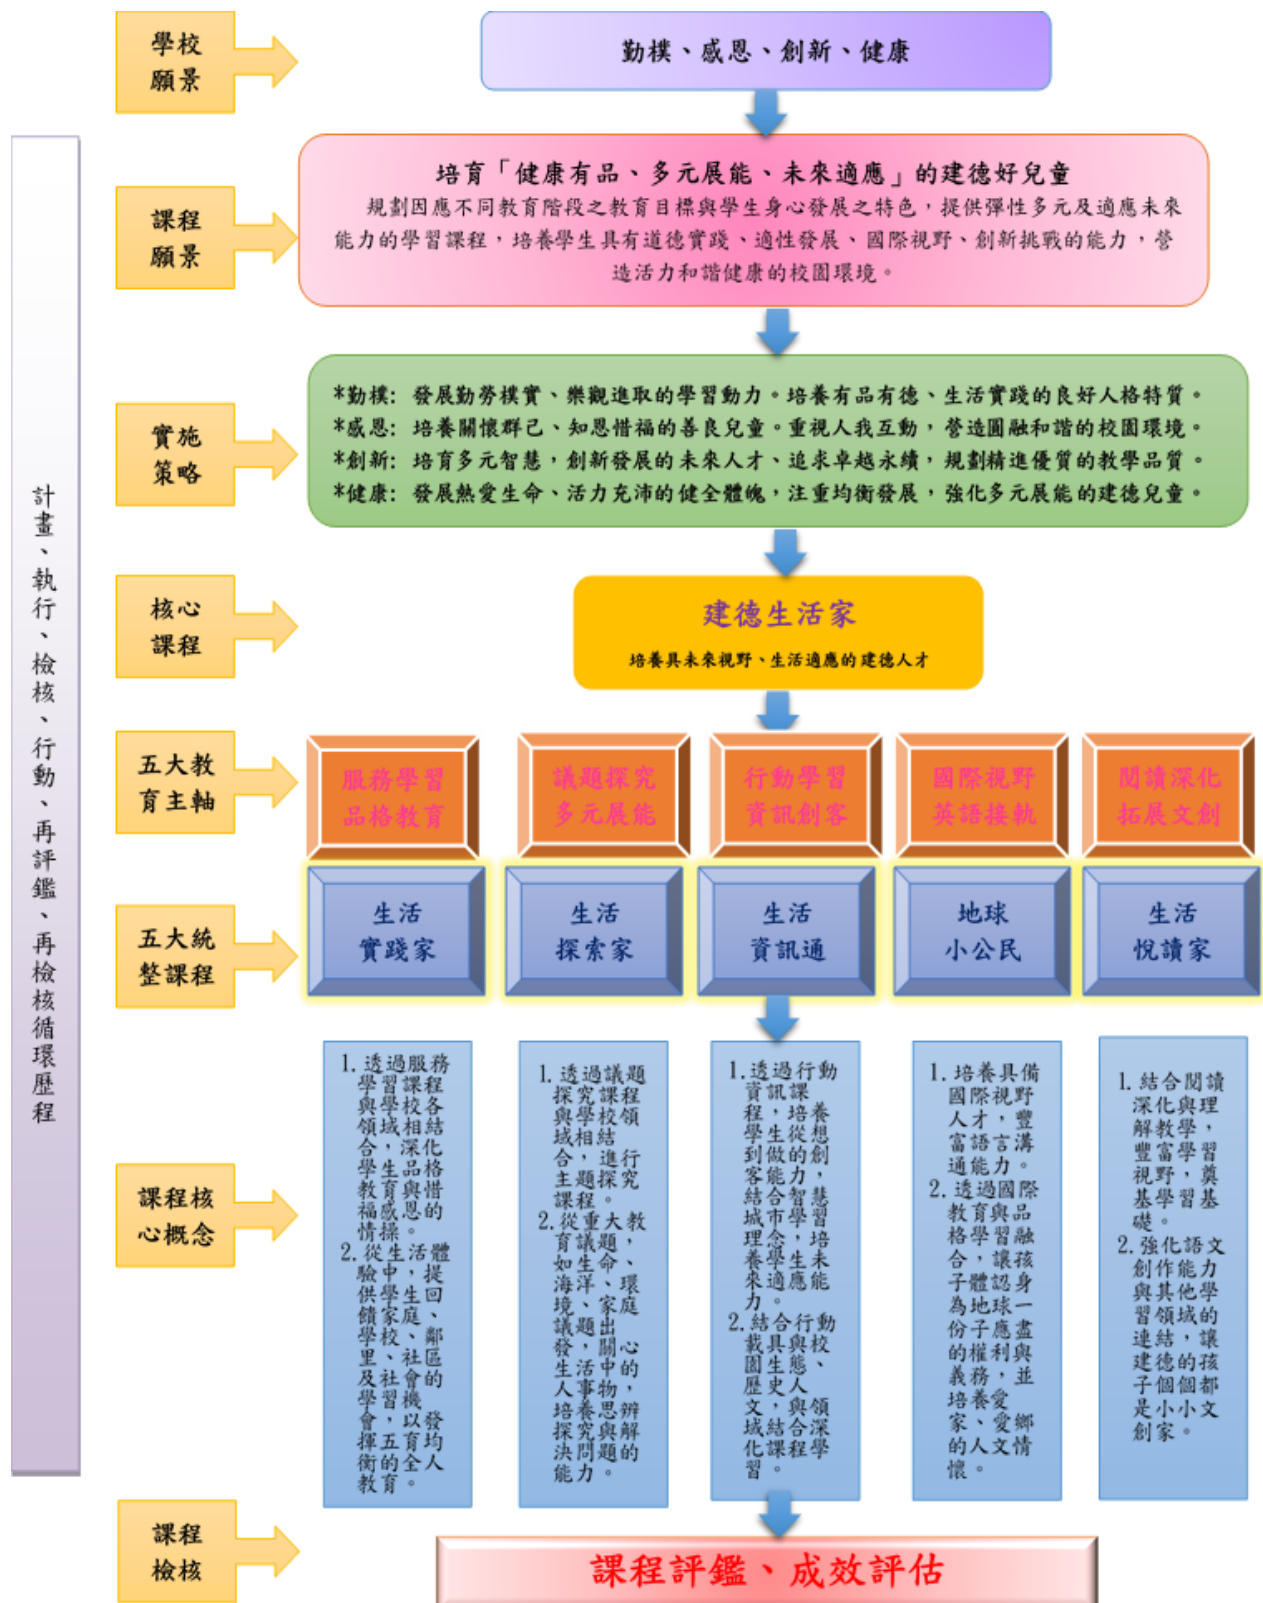 學校
願景
勤樸、感恩、創新、健康
計畫、執行、檢核、行動、再評鑑、再檢核循環歷程
課程
願景
培育「健康有品、多元展能、未來適應」的建德好兒童
規劃因應不同教育階段之教育目標與學生身心發展之特色，提供彈性多元及適應未來
能力的學習課程，培養學生具有道德實踐、適性發展、國際視野、創新挑戰的能力，營
造活力和諧健康的校園環境。
實施
策略
*勤樸: 發展勤勞樸實、樂觀進取的學習動力。培養有品有德、生活實踐的良好人格特質。
*感恩: 培養關懷群己、知恩惜福的善良兒童。重視人我互動，營造圓融和諧的校園環境。
*創新: 培育多元智慧，創新發展的未來人才、追求卓越永續，規劃精進優質的教學品質。
*健康: 發展熱愛生命、活力充沛的健全體魄，注重均衡發展，強化多元展能的建德兒童。
核心
課程
建德生活家
培養具未來視野、生活適應的建德人才
五大教
育主軸
服務學習
品格教育
議題探究
多元展能
行動學習
資訊創客
國際視野
英語接軌
閱讀深化
拓展文創
五大統
整課程
生活
實踐家
生活
探索家
生活
資訊通
地球
小公民
生活
悅讀家
課程核
心概念
1. 透過服務
學習課程
與學校各
領域相結
合，深化
學生品格
教育與惜
福感恩的
情操。
2. 從生活體
驗中，提
供學生回
饋家庭、
學校、鄰
里、社區
及社會的
學習機
會，以發
揮五育均
衡的全人
教育。
1. 透過議題
探究課程
與學校領
域相結
合，進行
主題探究
課程。
2. 從重大教
育議題，
如生命、
海洋、環
境、家庭
議題出
發，關心
生活中的
人事物，
培養思辨
探究與解
決問題的
能力。
1. 透過行動
資訊課
程，培養
學生從想
到做的創
客能力，
結合智慧
城市學習
理念，培
養學生未
來適應能
力。
2. 結合行動
載具與校
園生態、
歷史人
文，與領
域結合深
化課程學
習。
1. 培養具備
國際視野
人才，豐
富語言溝
通能力。
2. 透過國際
教育與品
格學習融
合，讓孩
子體認身
為地球一
份子應盡
的權利與
義務，並
培養愛
家、愛鄉
的人文情
懷。
1. 結合閱讀
深化與理
解教學，
豐富學習
視野，奠
基學習基
礎。
2. 強化語文
創作能力
與其他學
習領域的
連結，讓
建德的孩
子個個都
是小小文
創家。
課程
檢核
課程評鑑、成效評估